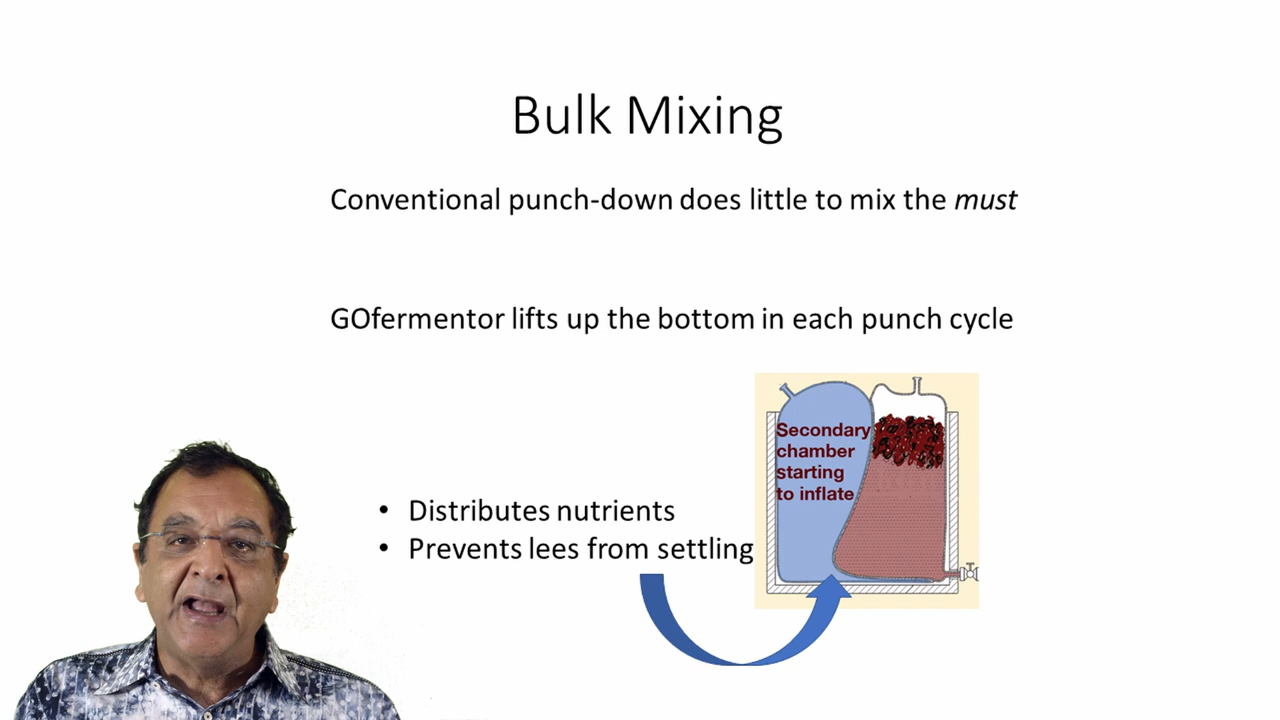 Bulk Mixing
Conventional punch-down does little to mix the must
GOfermentor lifts up the bottom in each punch cycle
Secondary
chamber
starting
to inflate
• Distributes nutrients
• Prevents lees from settling